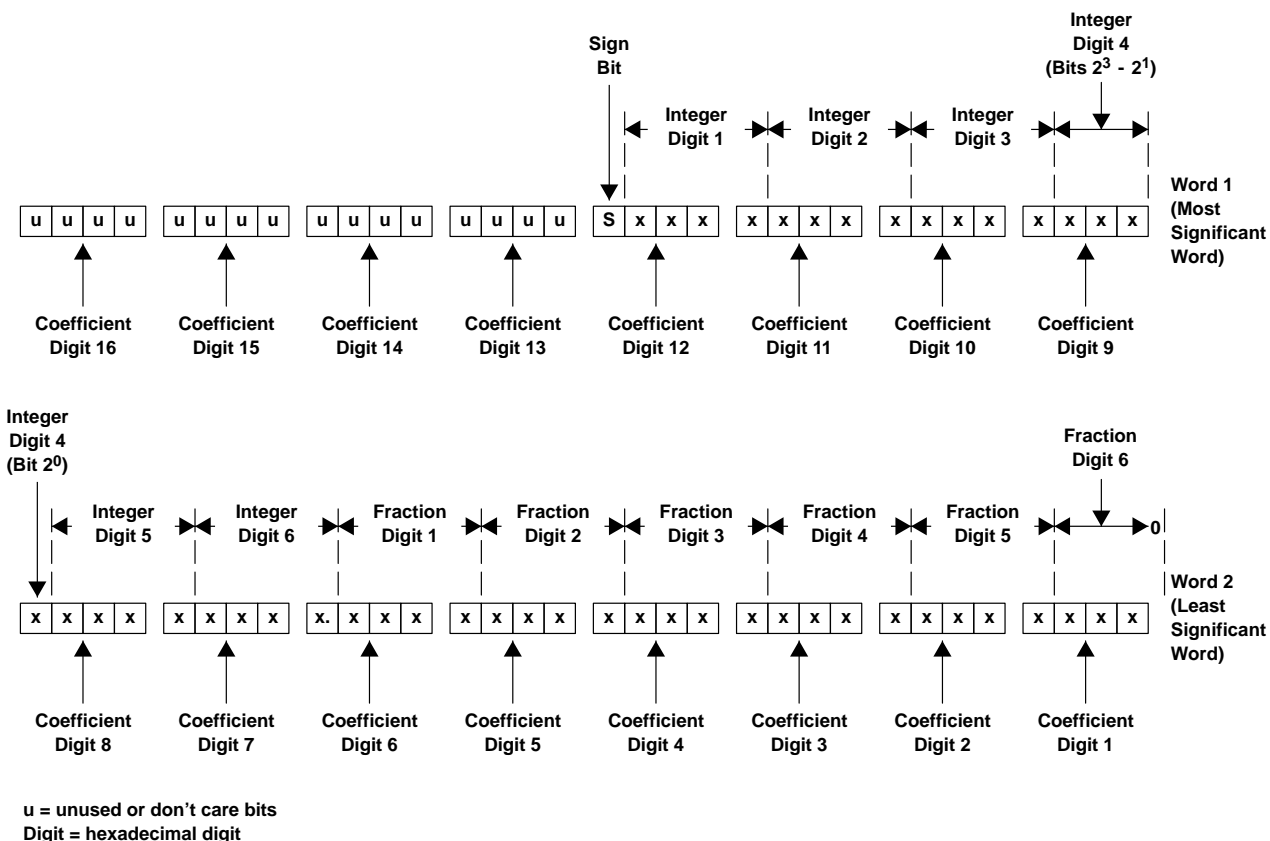 Sign
Bit
Integer
Digit 4
(Bits 2³ - 2¹)
Integer
Digit 1
Integer
Digit 2
Integer
Digit 3
u u u u
u u u u
u u u u
u u u u
S x x x
x x x x
x x x x
x x x x
Word 1
(Most
Significant
Word)
Coefficient
Digit 16
Coefficient
Digit 15
Coefficient
Digit 14
Coefficient
Digit 13
Coefficient
Digit 12
Coefficient
Digit 11
Coefficient
Digit 10
Coefficient
Digit 9
Integer
Digit 4
(Bit 2⁰)
Integer
Digit 5
Integer
Digit 6
Fraction
Digit 1
Fraction
Digit 2
Fraction
Digit 3
Fraction
Digit 4
Fraction
Digit 5
Fraction
Digit 6
0
x x x x
x x x x
x. x x x
x x x x
x x x x
x x x x
x x x x
x x x x
Word 2
(Least
Significant
Word)
Coefficient
Digit 8
Coefficient
Digit 7
Coefficient
Digit 6
Coefficient
Digit 5
Coefficient
Digit 4
Coefficient
Digit 3
Coefficient
Digit 2
Coefficient
Digit 1
u = unused or don't care bits
Digit = hexadecimal digit